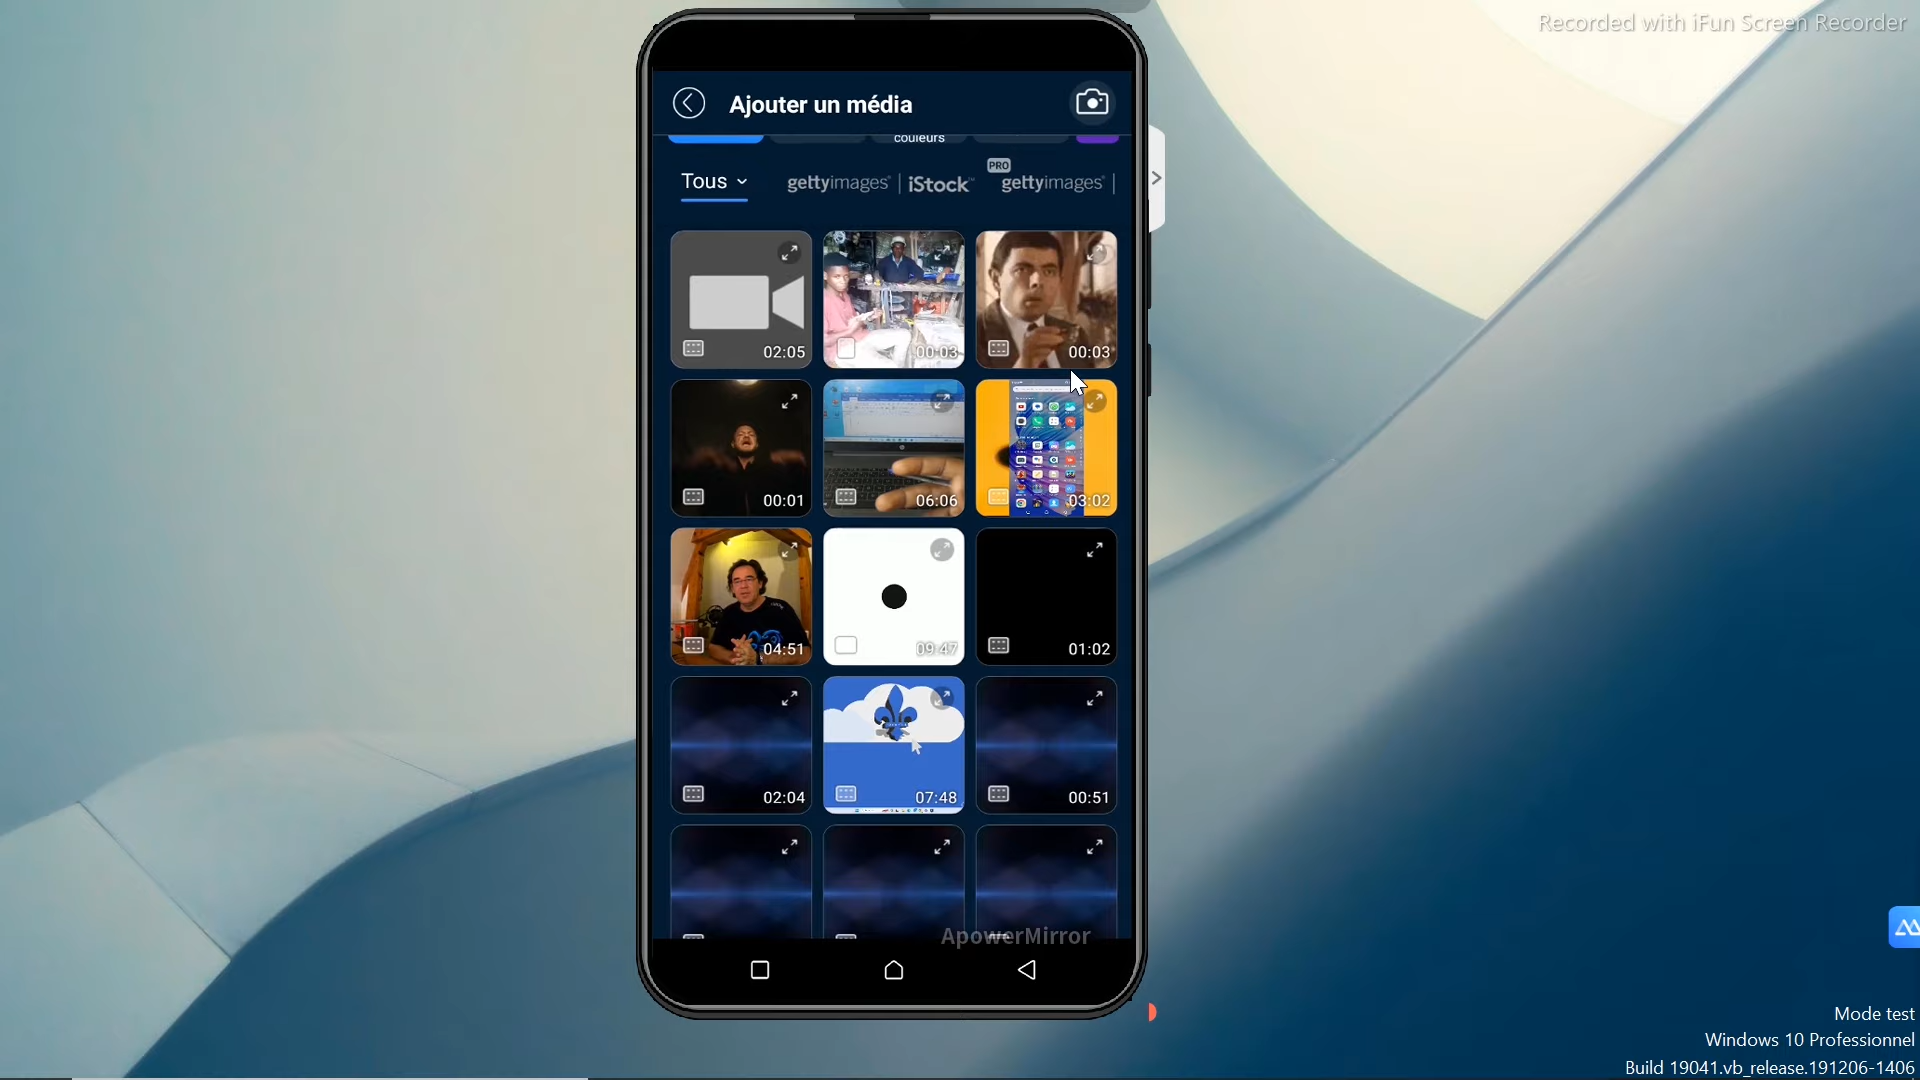 Recorded with iFun Screen Recorder
Ajouter un média
couleurs
Tous
gettyimages | iStock
PRO
gettyimages |
02:05
00:03
00:03
00:01
06:06
03:02
04:51
09:47
01:02
02:04
07:48
00:51
ApowerMirror
Mode test
Windows 10 Professionnel
Build 19041.vb_release.191206-1406